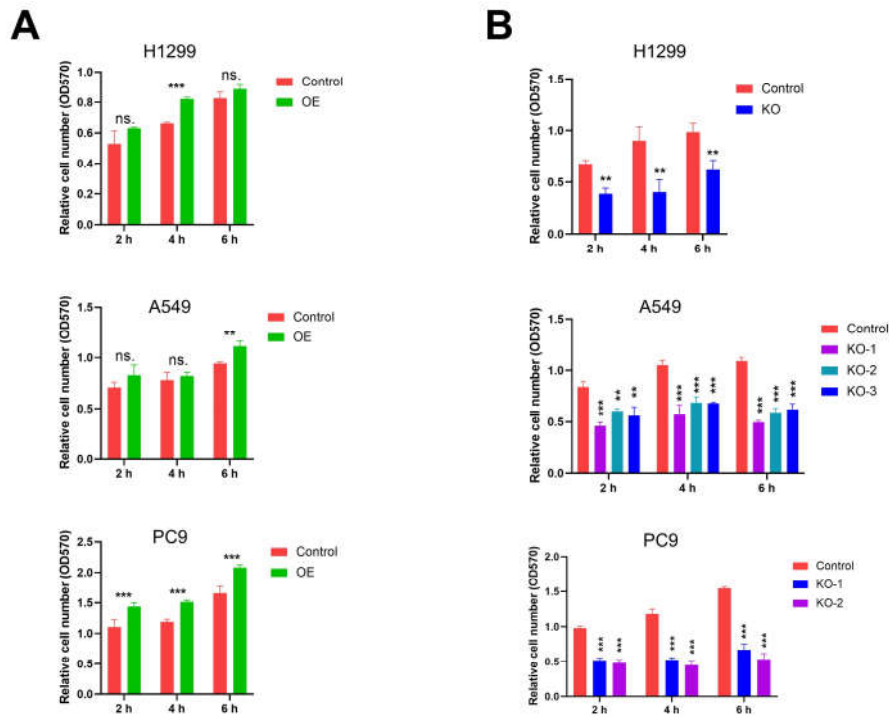 A
H1299
Relative cell number (OD570)
1.0
0.8
0.6
0.4
0.2
0.0
ns.
***
ns.
2 h
4 h
6 h
Control
OE
A549
Relative cell number (OD570)
1.5
1.0
0.5
0.0
ns.
ns.
**
2 h
4 h
6 h
Control
OE
PC9
Relative cell number (OD570)
2.5
2.0
1.5
1.0
0.5
0.0
***
***
***
2 h
4 h
6 h
Control
OE
B
H1299
Relative cell number (OD570)
1.5
1.0
0.5
0.0
**
**
**
2 h
4 h
6 h
Control
KO
A549
Relative cell number (OD570)
1.5
1.0
0.5
0.0
***
**
**
***
***
***
***
***
***
2 h
4 h
6 h
Control
KO-1
KO-2
KO-3
PC9
Relative cell number (OD570)
2.0
1.5
1.0
0.5
0.0
***
***
***
***
***
***
2 h
4 h
6 h
Control
KO-1
KO-2